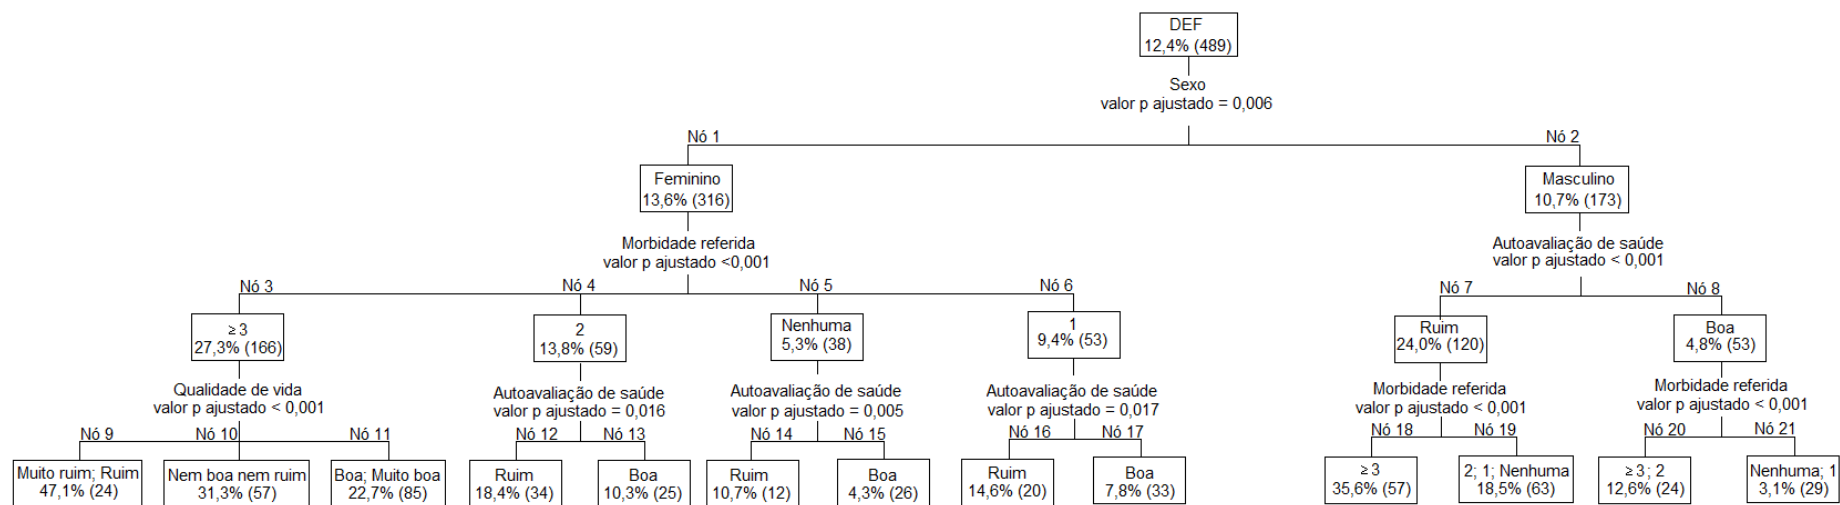 DEF
12,4% (489)
Sexo
valor p ajustado = 0,006
Nó 1
Nó 2
Feminino
13,6% (316)
Masculino
10,7% (173)
Morbidade referida
valor p ajustado <0,001
Autoavaliação de saúde
valor p ajustado < 0,001
Nó 3
Nó 4
Nó 5
Nó 6
Nó 7
Nó 8
≥ 3
27,3% (166)
2
13,8% (59)
Nenhuma
5,3% (38)
1
9,4% (53)
Ruim
24,0% (120)
Boa
4,8% (53)
Qualidade de vida
valor p ajustado < 0,001
Autoavaliação de saúde
valor p ajustado = 0,016
Autoavaliação de saúde
valor p ajustado = 0,005
Autoavaliação de saúde
valor p ajustado = 0,017
Morbidade referida
valor p ajustado < 0,001
Morbidade referida
valor p ajustado < 0,001
Nó 9
Nó 10
Nó 11
Nó 12
Nó 13
Nó 14
Nó 15
Nó 16
Nó 17
Nó 18
Nó 19
Nó 20
Nó 21
Muito ruim; Ruim
47,1% (24)
Nem boa nem ruim
31,3% (57)
Boa; Muito boa
22,7% (85)
Ruim
18,4% (34)
Boa
10,3% (25)
Ruim
10,7% (12)
Boa
4,3% (26)
Ruim
14,6% (20)
Boa
7,8% (33)
≥ 3
35,6% (57)
2; 1; Nenhuma
18,5% (63)
≥ 3; 2
12,6% (24)
Nenhuma; 1
3,1% (29)